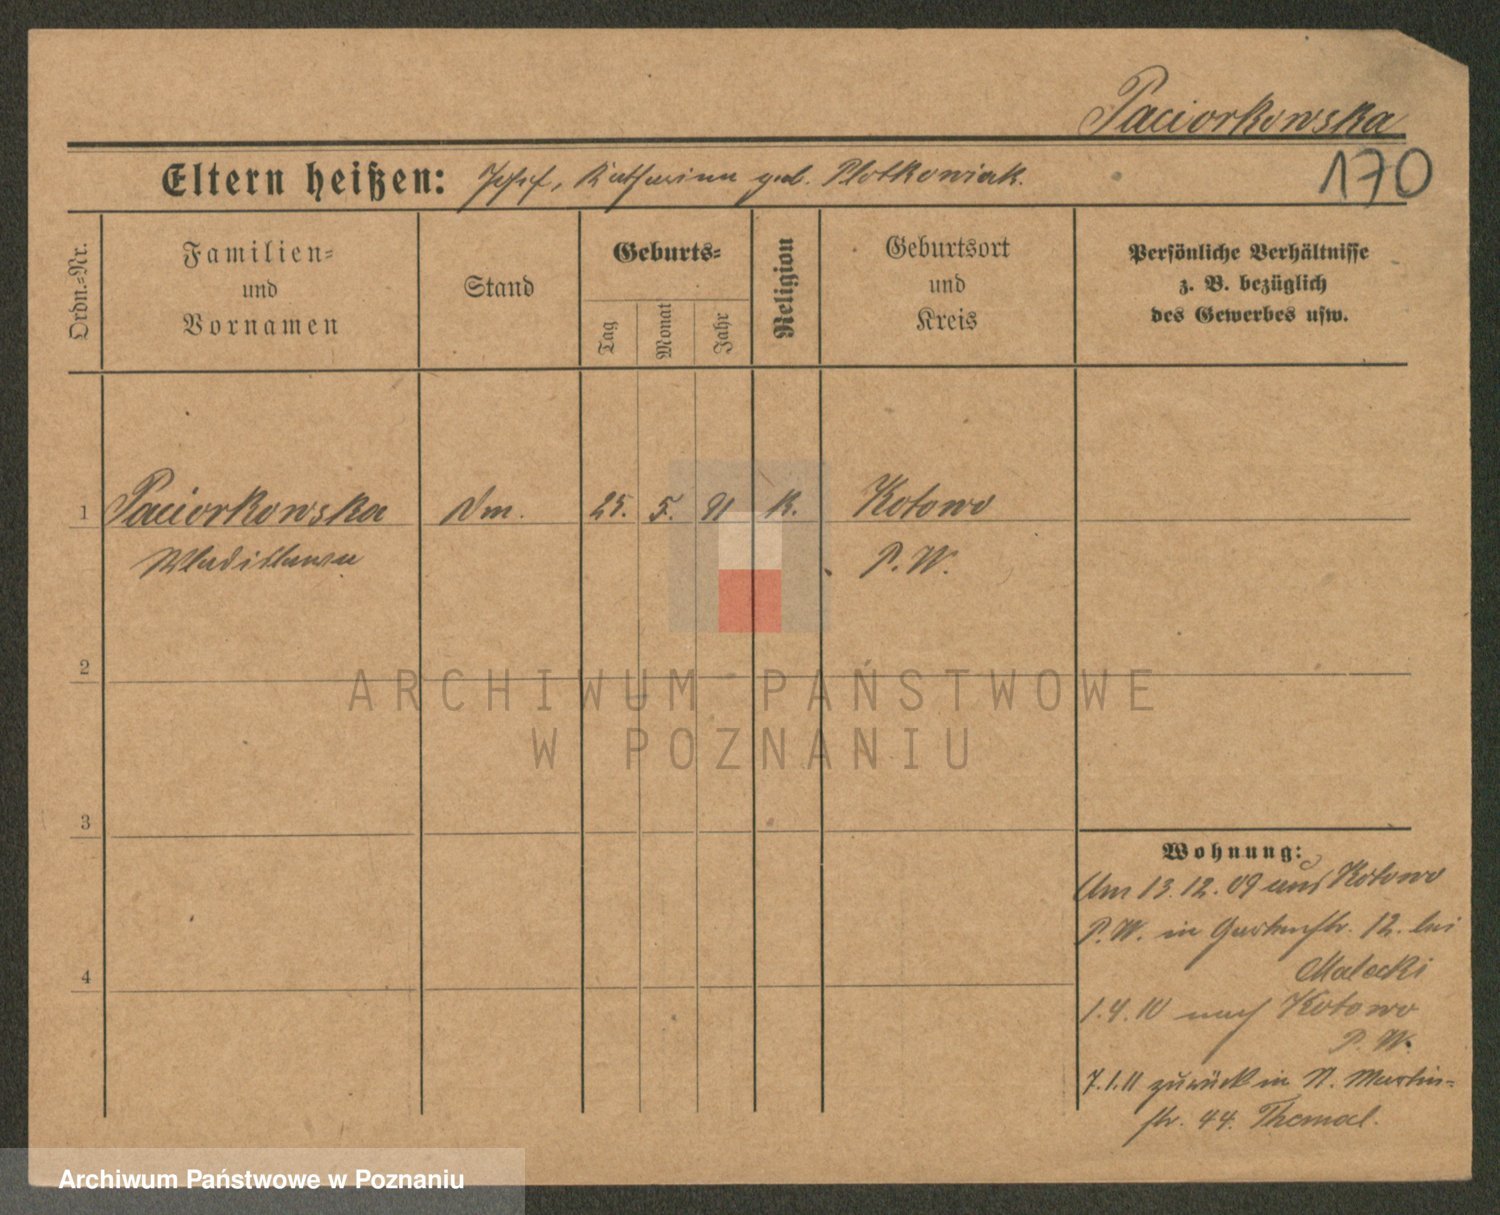 Paciorkowska
170
Eltern heißen: Josef, Katharina geb. Plotkowiak.
Ordn.-Nr.
Familien-
und
Vornamen
Stand
Geburts-
Tag
Monat
Jahr
Religion
Geburtsort
und
Kreis
Persönliche Verhältnisse
z. B. bezüglich
des Gewerbes usw.
1 Paciorkowska Dm. 25. 5. 91 K. Kotowo
Wladislawa P. W.
2
3
4
Wohnung:
Am 13.12.09 aus Kotowo
P. W. in Gartenstr. 12. bei
Malecki
1.4.10 nach Kotowo
P. W.
7.1.11 zurück in St. Martin-
str. 44. Themal.
ARCHIWUM PAŃSTWOWE
W POZNANIU
Archiwum Państwowe w Poznaniu